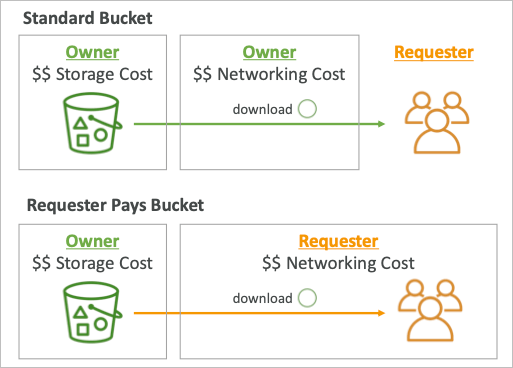 Standard Bucket
Owner
$$ Storage Cost
Owner
$$ Networking Cost
Requester
download
Requester Pays Bucket
Owner
$$ Storage Cost
Requester
$$ Networking Cost
download